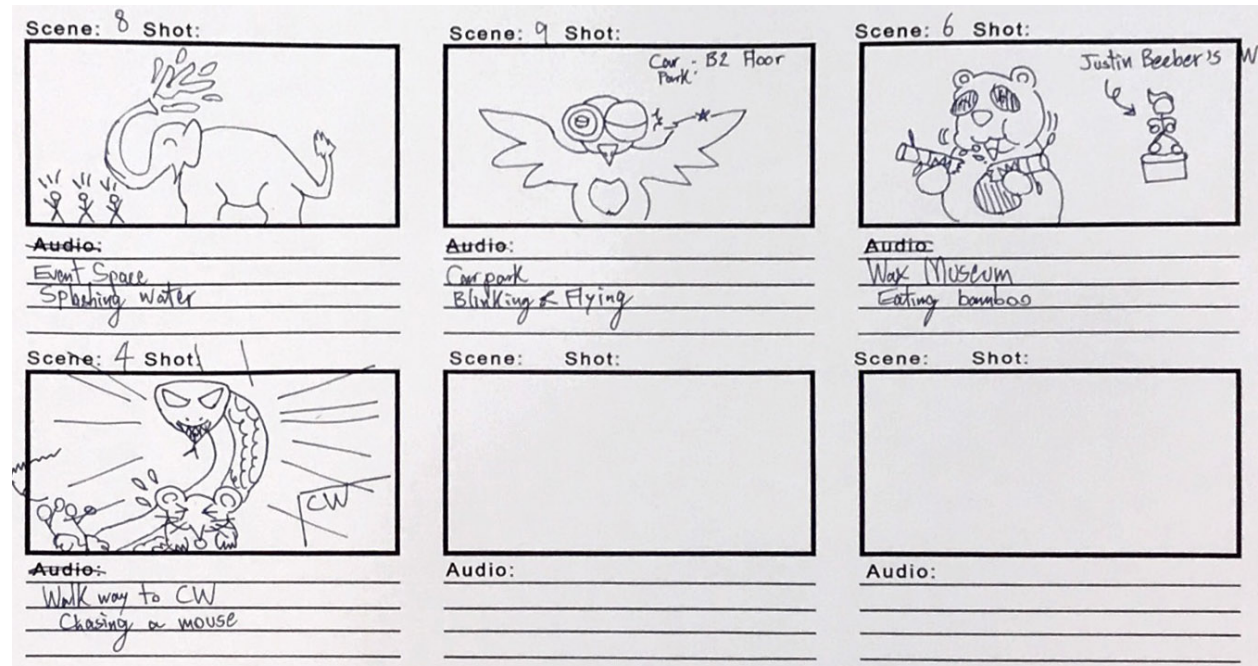 Scene: 8 Shot:
Scene: 9 Shot:
Scene: 6 Shot:
Car Park : B2 Floor
Justin Beeber's W
Audio:
Event Space
Splashing water
Audio:
Car park
Blinking & Flying
Audio:
Wax Museum
Eating bamboo
Scene: 4 Shot:
Scene: Shot:
Scene: Shot:
CW
Audio:
Walk way to CW
Chasing a mouse
Audio:
Audio: